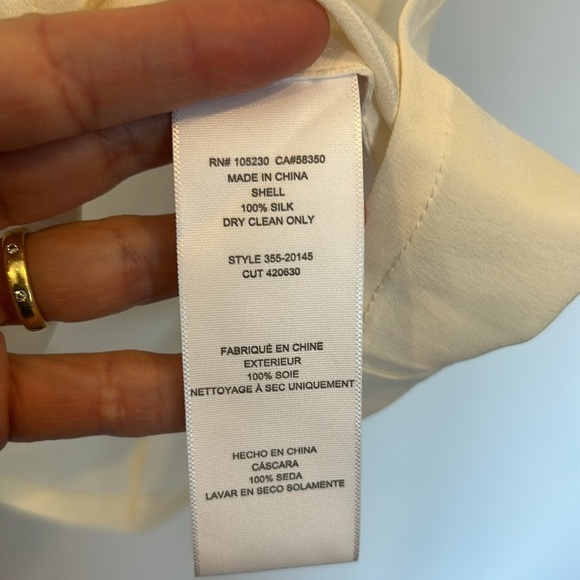 RN# 105230 CA#58350
MADE IN CHINA
SHELL
100% SILK
DRY CLEAN ONLY
STYLE 355-20145
CUT 420630
FABRIQUÉ EN CHINE
EXTERIEUR
100% SOIE
NETTOYAGE À SEC UNIQUEMENT
HECHO EN CHINA
CÁSCARA
100% SEDA
LAVAR EN SECO SOLAMENTE